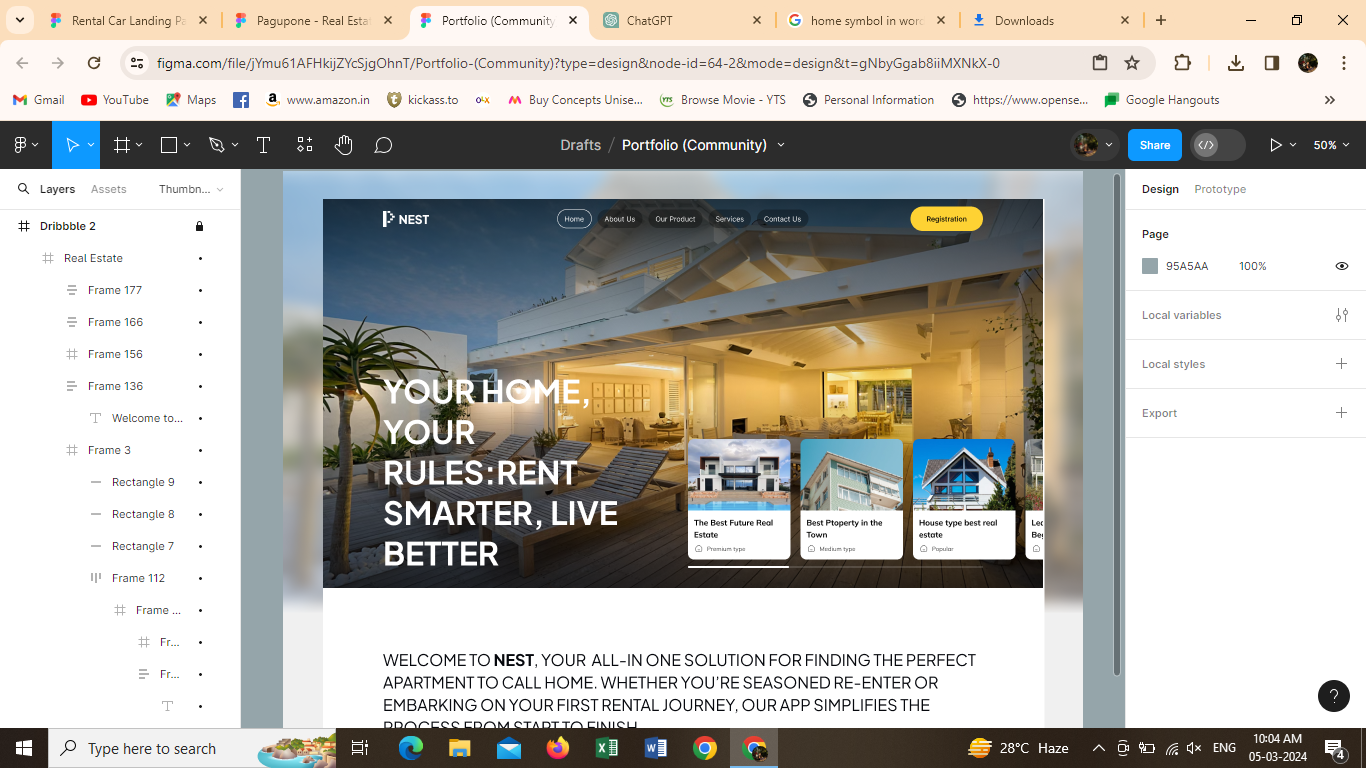 Rental Car Landing Pa
Pagupone - Real Estat
Portfolio (Community
ChatGPT
home symbol in word
Downloads
figma.com/file/jYmu61AFHkijZYcSjgOhnT/Portfolio-(Community)?type=design&node-id=64-2&mode=design&t=gNbyGgab8iiMXNkX-0
Gmail
YouTube
Maps
www.amazon.in
kickass.to
Buy Concepts Unise...
Browse Movie - YTS
Personal Information
https://www.opense...
Google Hangouts
Drafts / Portfolio (Community)
Share
50%
Layers
Assets
Thumbn...
Design
Prototype
Dribbble 2
Real Estate
Frame 177
Frame 166
Frame 156
Frame 136
Welcome to...
Frame 3
Rectangle 9
Rectangle 8
Rectangle 7
Frame 112
Frame ...
Fr...
Fr...
NEST
Home
About Us
Our Product
Services
Contact Us
Registration
YOUR HOME,
YOUR
RULES:RENT
SMARTER, LIVE
BETTER
The Best Future Real
Estate
Premium type
Best Ptoperty in the
Town
Medium type
House type best real
estate
Popular
WELCOME TO NEST, YOUR ALL-IN ONE SOLUTION FOR FINDING THE PERFECT
APARTMENT TO CALL HOME. WHETHER YOU'RE SEASONED RE-ENTER OR
EMBARKING ON YOUR FIRST RENTAL JOURNEY, OUR APP SIMPLIFIES THE
PROCESS FROM START TO FINISH
Page
95A5AA
100%
Local variables
Local styles
Export
?
Type here to search
28°C Haze
ENG
10:04 AM
05-03-2024
4